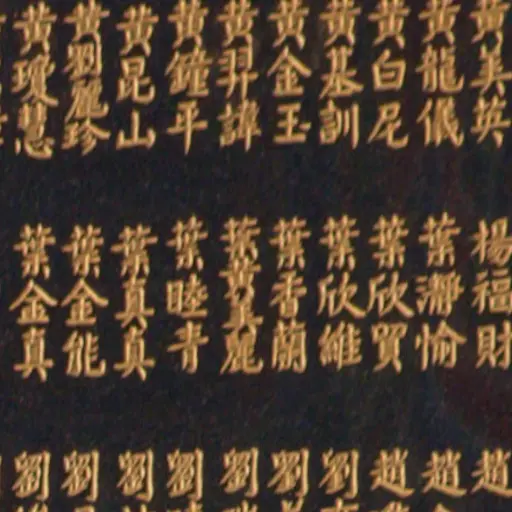 黃美英
黃龍儀
黃白尼
黃基訓
黃金玉
黃羿諱
黃鐘平
黃昆山
黃劉麗珍
黃瓊慧
楊福財
葉瀞愉
葉欣貿
葉欣維
葉香蘭
葉黃美麗
葉睦青
葉真真
葉金能
葉金真
趙
趙
趙
劉
劉
劉
劉
劉
劉
劉